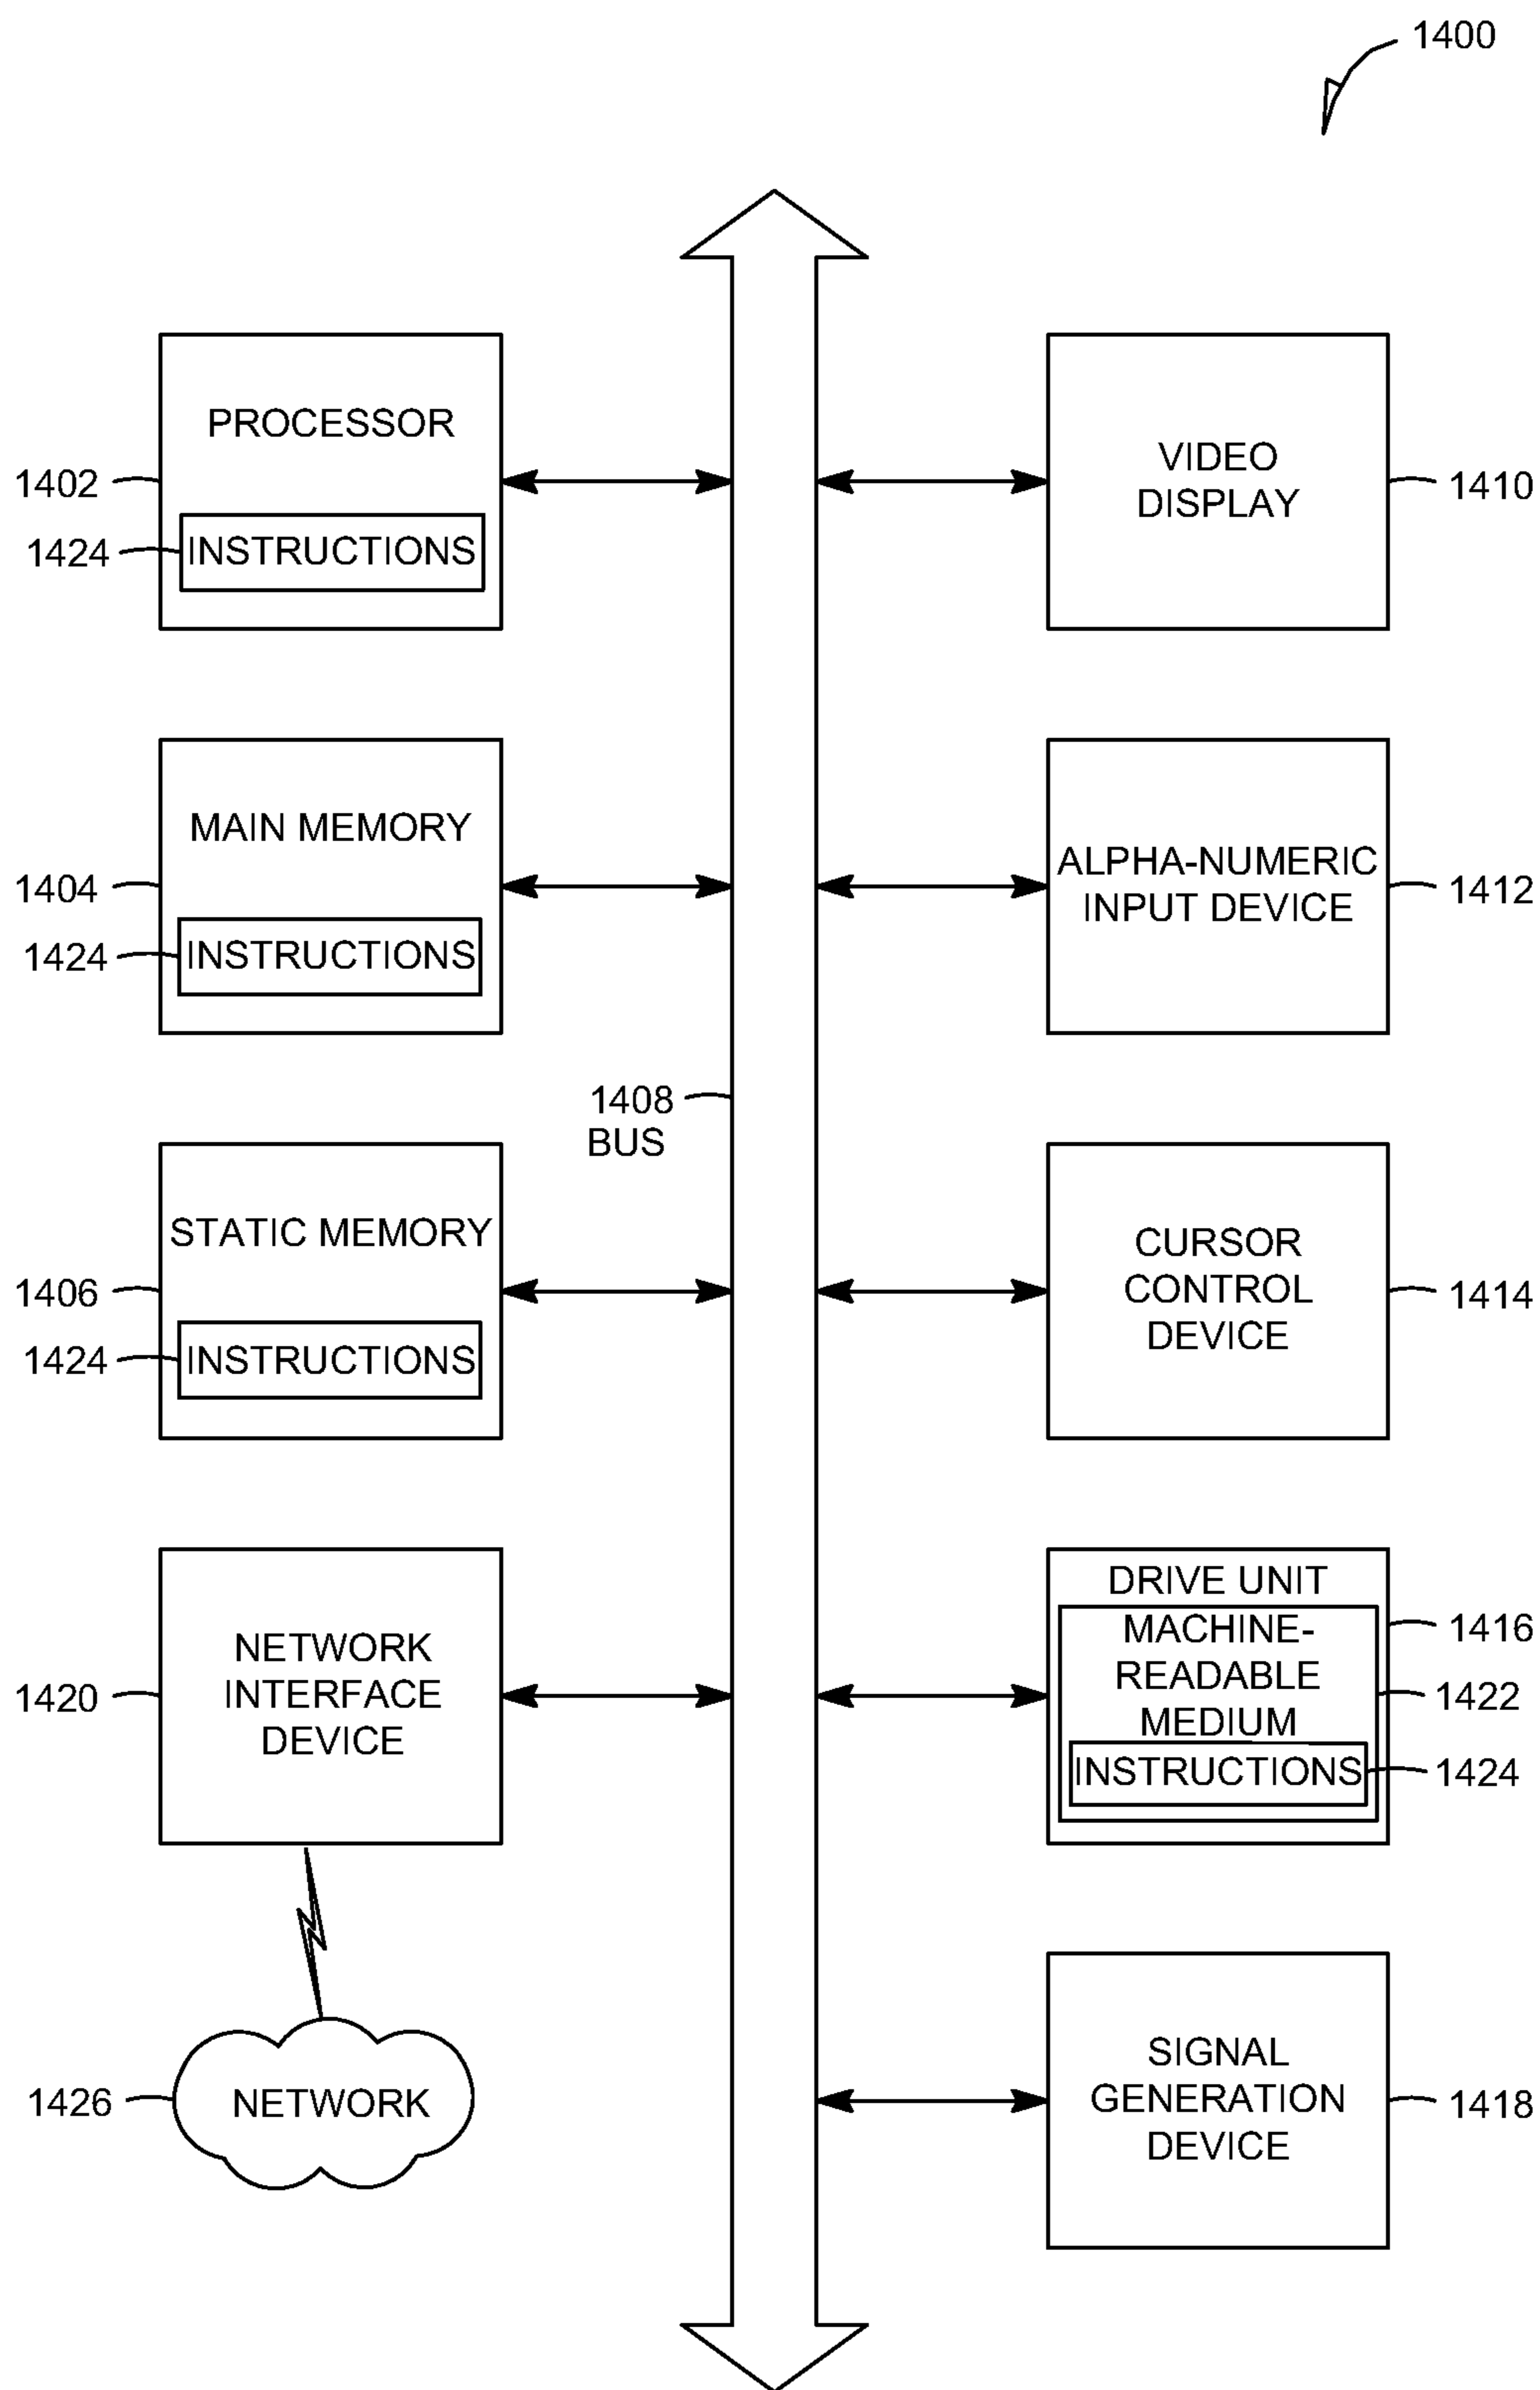 1400
PROCESSOR
1402
1424
INSTRUCTIONS
VIDEO
DISPLAY
1410
MAIN MEMORY
1404
1424
INSTRUCTIONS
ALPHA-NUMERIC
INPUT DEVICE
1412
1408
BUS
STATIC MEMORY
1406
1424
INSTRUCTIONS
CURSOR
CONTROL
DEVICE
1414
NETWORK
INTERFACE
DEVICE
1420
DRIVE UNIT
MACHINE-
READABLE
MEDIUM
INSTRUCTIONS
1416
1422
1424
1426
NETWORK
SIGNAL
GENERATION
DEVICE
1418